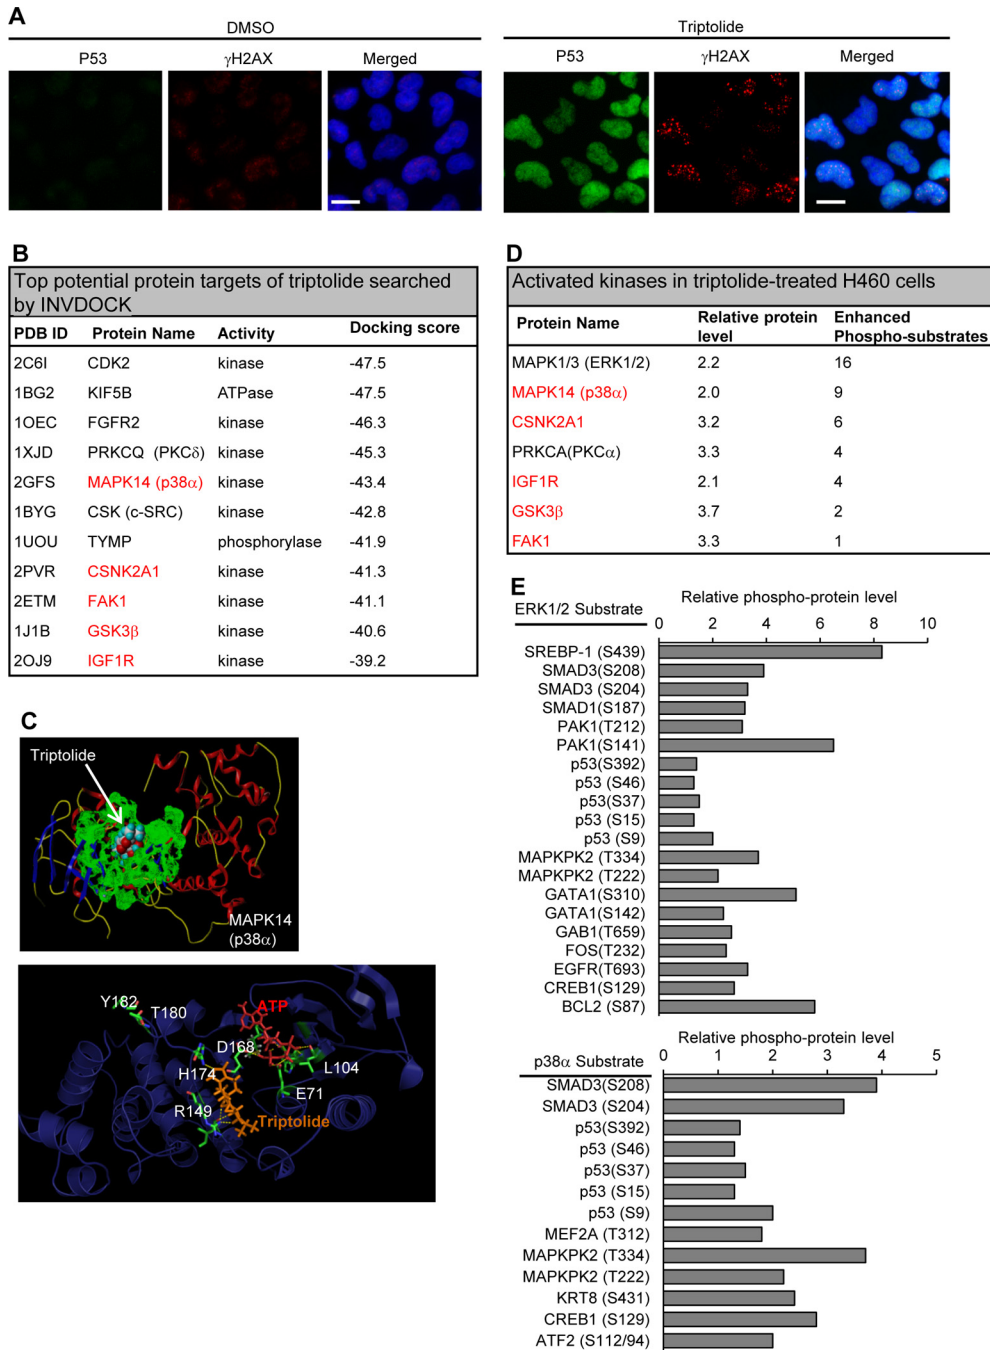 A
DMSO
P53 γH2AX Merged
Triptolide
P53 γH2AX Merged
B
Top potential protein targets of triptolide searched
by INVDOCK
PDB ID Protein Name Activity Docking score
2C6I CDK2 kinase -47.5
1BG2 KIF5B ATPase -47.5
1OEC FGFR2 kinase -46.3
1XJD PRKCQ (PKCδ) kinase -45.3
2GFS MAPK14 (p38α) kinase -43.4
1BYG CSK (c-SRC) kinase -42.8
1UOU TYMP phosphorylase -41.9
2PVR CSNK2A1 kinase -41.3
2ETM FAK1 kinase -41.1
1J1B GSK3β kinase -40.6
2OJ9 IGF1R kinase -39.2
C
Triptolide
MAPK14
(p38α)
Y182
T180
ATP
D168
H174
L104
E71
R149
Triptolide
D
Activated kinases in triptolide-treated H460 cells
Protein Name Relative protein level Enhanced Phospho-substrates
MAPK1/3 (ERK1/2) 2.2 16
MAPK14 (p38α) 2.0 9
CSNK2A1 3.2 6
PRKCA(PKCα) 3.3 4
IGF1R 2.1 4
GSK3β 3.7 2
FAK1 3.3 1
E
Relative phospho-protein level
ERK1/2 Substrate
0 2 4 6 8 10
SREBP-1 (S439)
SMAD3(S208)
SMAD3 (S204)
SMAD1(S187)
PAK1(T212)
PAK1(S141)
p53(S392)
p53 (S46)
p53(S37)
p53 (S15)
p53 (S9)
MAPKPK2 (T334)
MAPKPK2 (T222)
GATA1(S310)
GATA1(S142)
GAB1(T659)
FOS(T232)
EGFR(T693)
CREB1(S129)
BCL2 (S87)
Relative phospho-protein level
p38α Substrate
0 1 2 3 4 5
SMAD3(S208)
SMAD3 (S204)
p53(S392)
p53 (S46)
p53(S37)
p53 (S15)
p53 (S9)
MEF2A (T312)
MAPKPK2 (T334)
MAPKPK2 (T222)
KRT8 (S431)
CREB1 (S129)
ATF2 (S112/94)